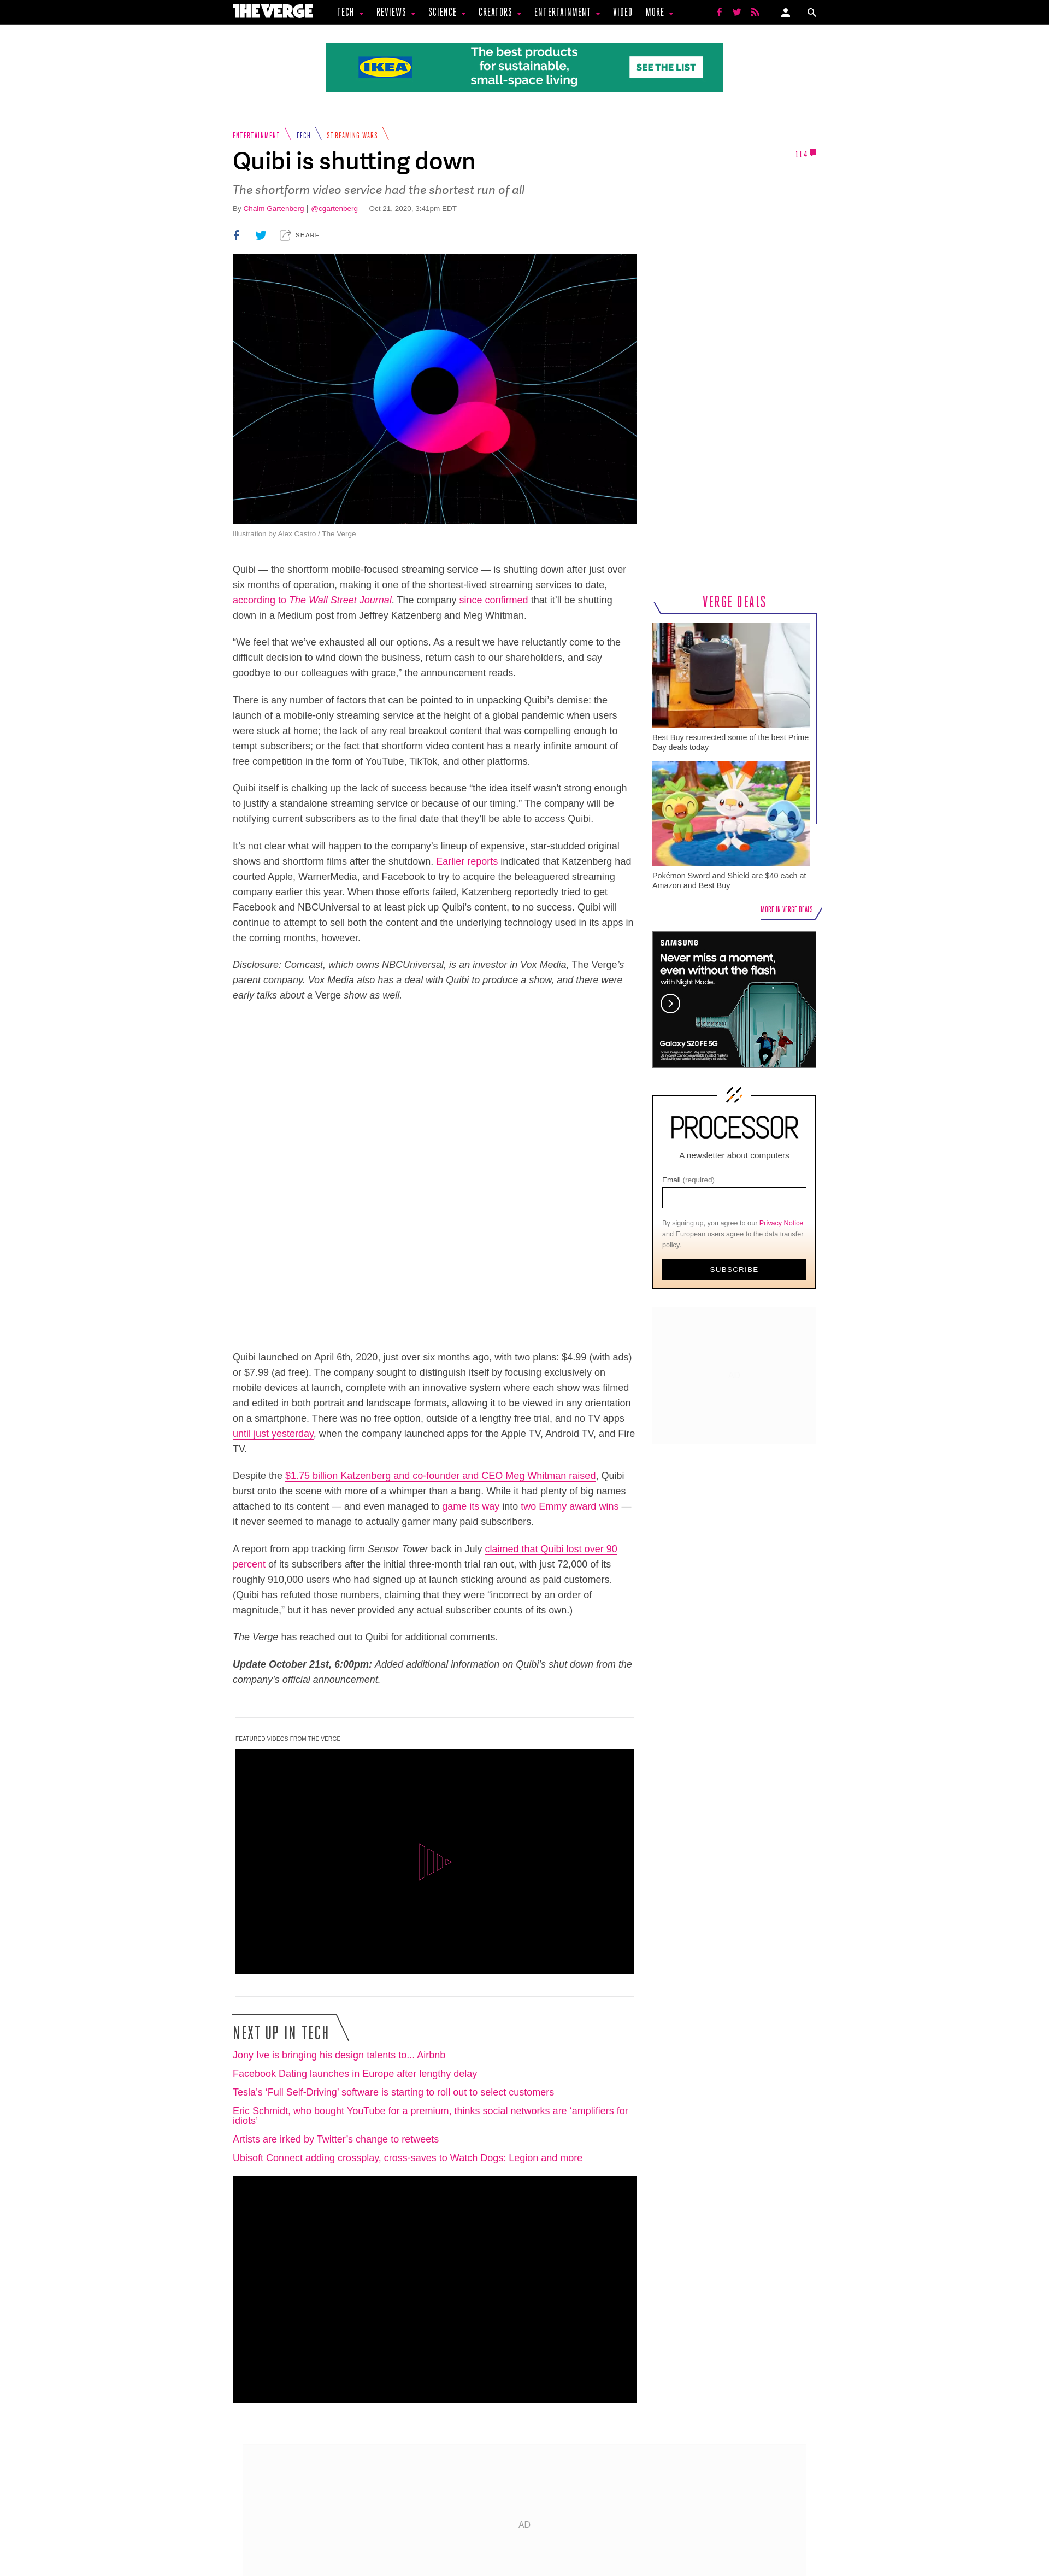 THE VERGE
TECH
REVIEWS
SCIENCE
CREATORS
ENTERTAINMENT
VIDEO
MORE
IKEA
The best products
for sustainable,
small-space living
SEE THE LIST
ENTERTAINMENT
TECH
STREAMING WARS
Quibi is shutting down
114
The shortform video service had the shortest run of all
By Chaim Gartenberg | @cgartenberg | Oct 21, 2020, 3:41pm EDT
SHARE
Illustration by Alex Castro / The Verge
Quibi — the shortform mobile-focused streaming service — is shutting down after just over
six months of operation, making it one of the shortest-lived streaming services to date,
according to The Wall Street Journal. The company since confirmed that it’ll be shutting
down in a Medium post from Jeffrey Katzenberg and Meg Whitman.
“We feel that we’ve exhausted all our options. As a result we have reluctantly come to the
difficult decision to wind down the business, return cash to our shareholders, and say
goodbye to our colleagues with grace,” the announcement reads.
There is any number of factors that can be pointed to in unpacking Quibi’s demise: the
launch of a mobile-only streaming service at the height of a global pandemic when users
were stuck at home; the lack of any real breakout content that was compelling enough to
tempt subscribers; or the fact that shortform video content has a nearly infinite amount of
free competition in the form of YouTube, TikTok, and other platforms.
Quibi itself is chalking up the lack of success because “the idea itself wasn’t strong enough
to justify a standalone streaming service or because of our timing.” The company will be
notifying current subscribers as to the final date that they’ll be able to access Quibi.
It’s not clear what will happen to the company’s lineup of expensive, star-studded original
shows and shortform films after the shutdown. Earlier reports indicated that Katzenberg had
courted Apple, WarnerMedia, and Facebook to try to acquire the beleaguered streaming
company earlier this year. When those efforts failed, Katzenberg reportedly tried to get
Facebook and NBCUniversal to at least pick up Quibi’s content, to no success. Quibi will
continue to attempt to sell both the content and the underlying technology used in its apps in
the coming months, however.
Disclosure: Comcast, which owns NBCUniversal, is an investor in Vox Media, The Verge’s
parent company. Vox Media also has a deal with Quibi to produce a show, and there were
early talks about a Verge show as well.
Quibi launched on April 6th, 2020, just over six months ago, with two plans: $4.99 (with ads)
or $7.99 (ad free). The company sought to distinguish itself by focusing exclusively on
mobile devices at launch, complete with an innovative system where each show was filmed
and edited in both portrait and landscape formats, allowing it to be viewed in any orientation
on a smartphone. There was no free option, outside of a lengthy free trial, and no TV apps
until just yesterday, when the company launched apps for the Apple TV, Android TV, and Fire
TV.
Despite the $1.75 billion Katzenberg and co-founder and CEO Meg Whitman raised, Quibi
burst onto the scene with more of a whimper than a bang. While it had plenty of big names
attached to its content — and even managed to game its way into two Emmy award wins —
it never seemed to manage to actually garner many paid subscribers.
A report from app tracking firm Sensor Tower back in July claimed that Quibi lost over 90
percent of its subscribers after the initial three-month trial ran out, with just 72,000 of its
roughly 910,000 users who had signed up at launch sticking around as paid customers.
(Quibi has refuted those numbers, claiming that they were “incorrect by an order of
magnitude,” but it has never provided any actual subscriber counts of its own.)
The Verge has reached out to Quibi for additional comments.
Update October 21st, 6:00pm: Added additional information on Quibi’s shut down from the
company’s official announcement.
VERGE DEALS
Best Buy resurrected some of the best Prime
Day deals today
Pokémon Sword and Shield are $40 each at
Amazon and Best Buy
MORE IN VERGE DEALS
SAMSUNG
Never miss a moment,
even without the flash
with Night Mode.
Galaxy S20 FE 5G
PROCESSOR
A newsletter about computers
Email (required)
By signing up, you agree to our Privacy Notice
and European users agree to the data transfer
policy.
SUBSCRIBE
FEATURED VIDEOS FROM THE VERGE
NEXT UP IN TECH
Jony Ive is bringing his design talents to... Airbnb
Facebook Dating launches in Europe after lengthy delay
Tesla’s ‘Full Self-Driving’ software is starting to roll out to select customers
Eric Schmidt, who bought YouTube for a premium, thinks social networks are ‘amplifiers for
idiots’
Artists are irked by Twitter’s change to retweets
Ubisoft Connect adding crossplay, cross-saves to Watch Dogs: Legion and more
AD